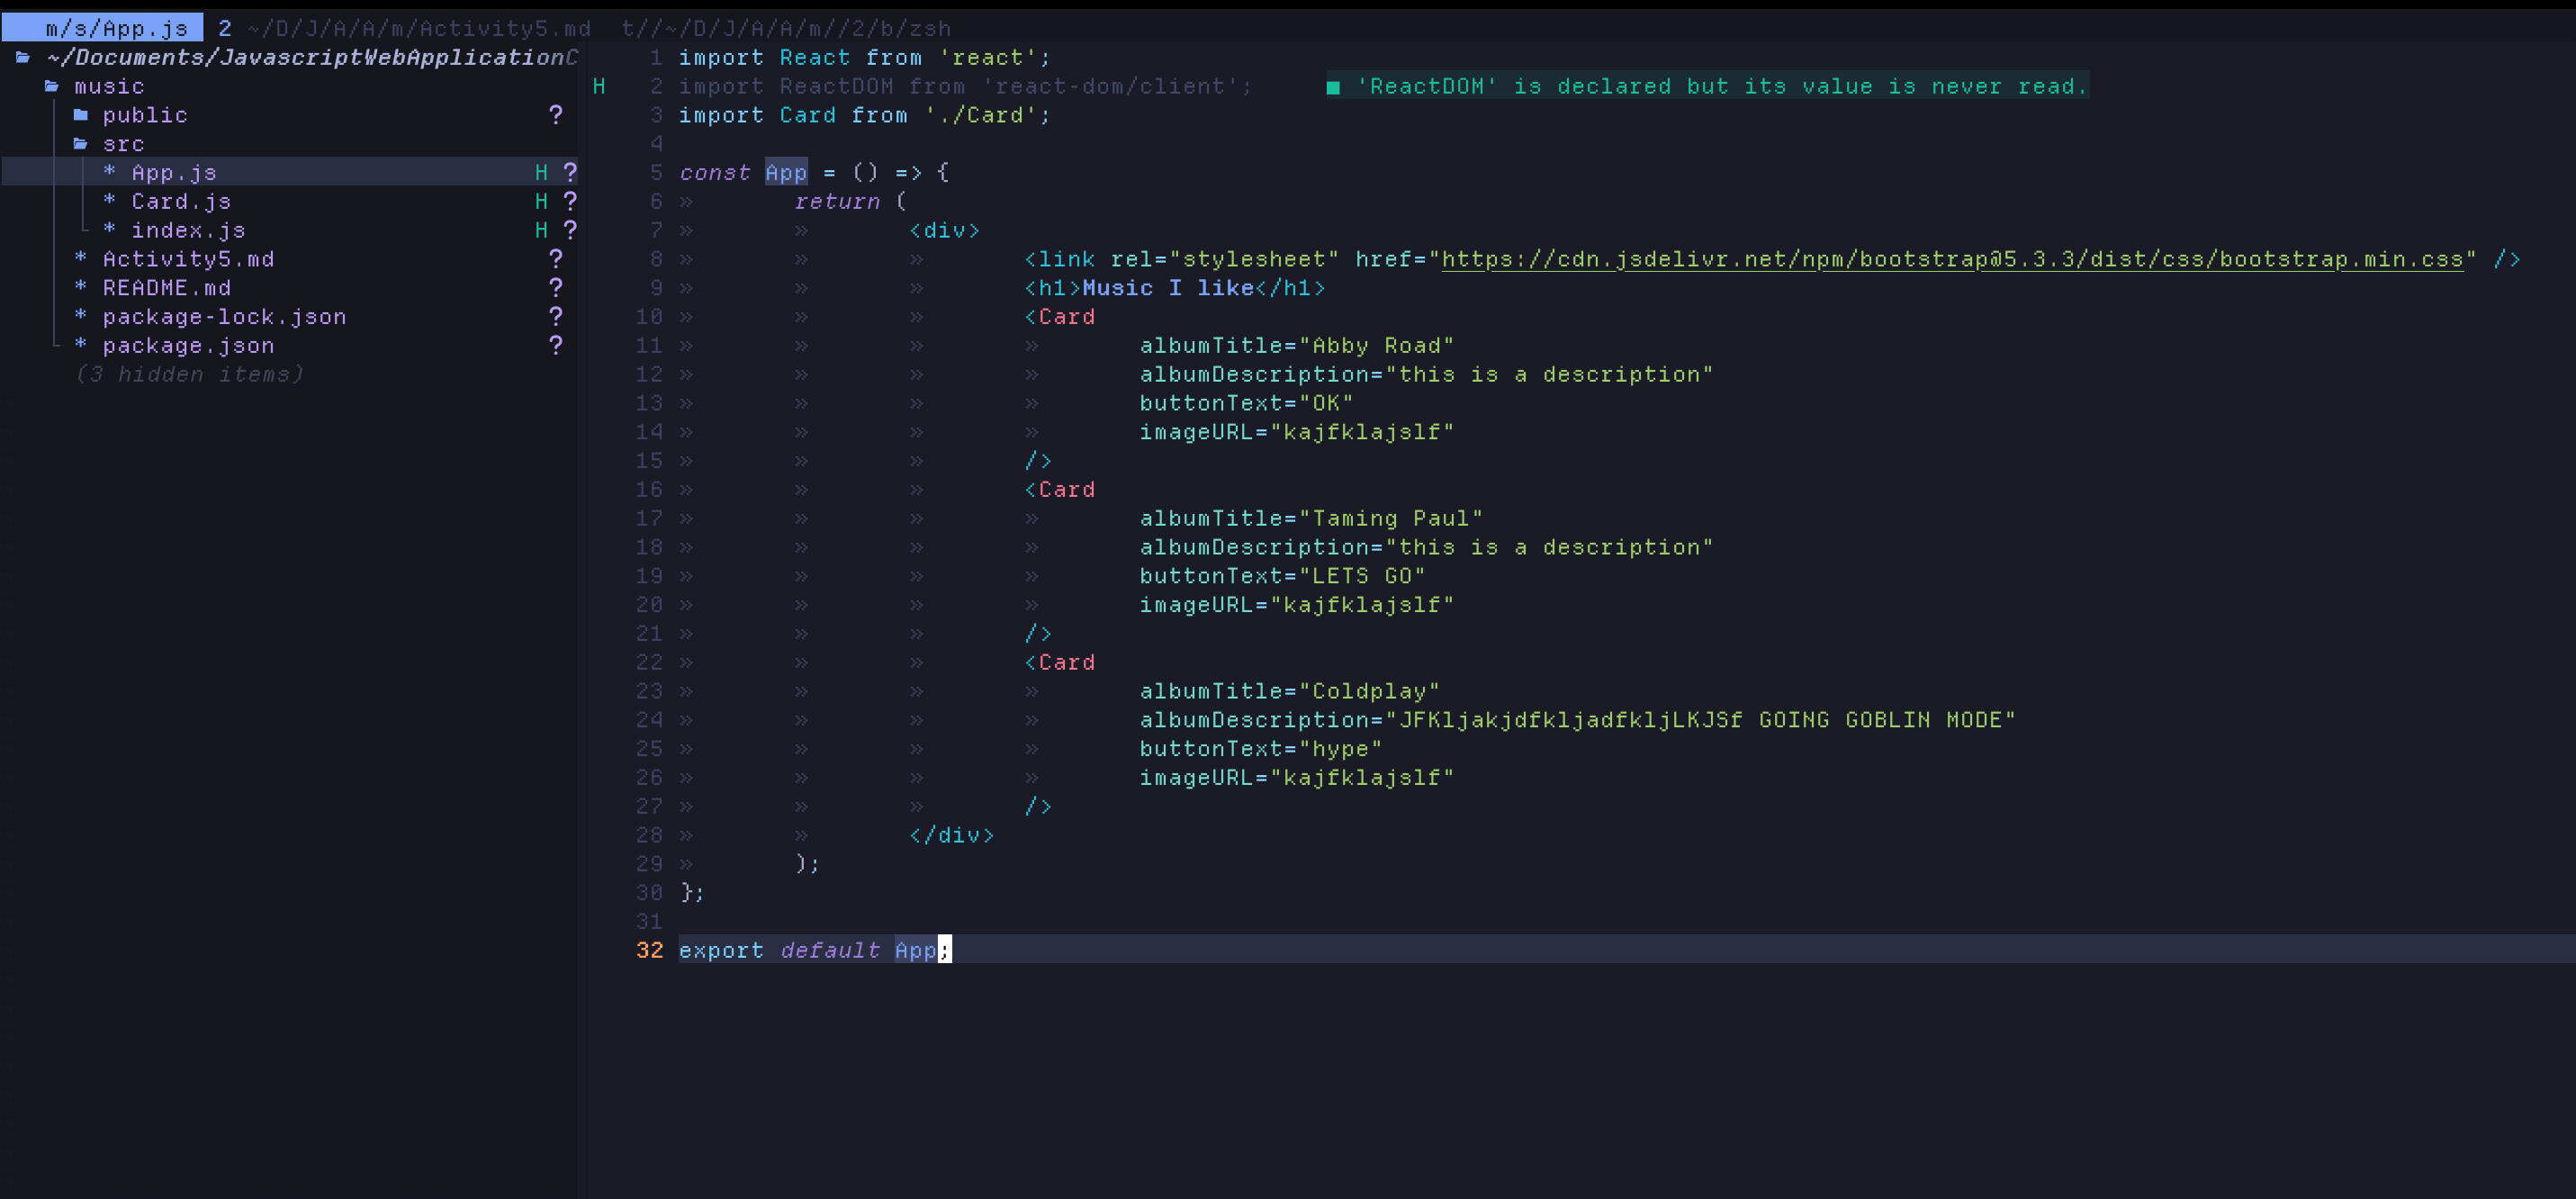 m/s/App.js 2 ~/D/J/A/A/m/Activity5.md t//~/D/J/A/A/m//2/b/zsh
~/Documents/JavascriptWebApplicationC
music
public ?
src
* App.js H ?
* Card.js H ?
* index.js H ?
* Activity5.md ?
* README.md ?
* package-lock.json ?
* package.json ?
(3 hidden items)
1 import React from 'react';
H 2 import ReactDOM from 'react-dom/client'; ■ 'ReactDOM' is declared but its value is never read.
3 import Card from './Card';
4
5 const App = () => {
6 » return (
7 » » <div>
8 » » » <link rel="stylesheet" href="https://cdn.jsdelivr.net/npm/bootstrap@5.3.3/dist/css/bootstrap.min.css" />
9 » » » <h1>Music I like</h1>
10 » » » <Card
11 » » » » albumTitle="Abby Road"
12 » » » » albumDescription="this is a description"
13 » » » » buttonText="OK"
14 » » » » imageURL="kajfklajslf"
15 » » » />
16 » » » <Card
17 » » » » albumTitle="Taming Paul"
18 » » » » albumDescription="this is a description"
19 » » » » buttonText="LETS GO"
20 » » » » imageURL="kajfklajslf"
21 » » » />
22 » » » <Card
23 » » » » albumTitle="Coldplay"
24 » » » » albumDescription="JFKljakjdfkljadfkljLKJSf GOING GOBLIN MODE"
25 » » » » buttonText="hype"
26 » » » » imageURL="kajfklajslf"
27 » » » />
28 » » </div>
29 » );
30 };
31
32 export default App;